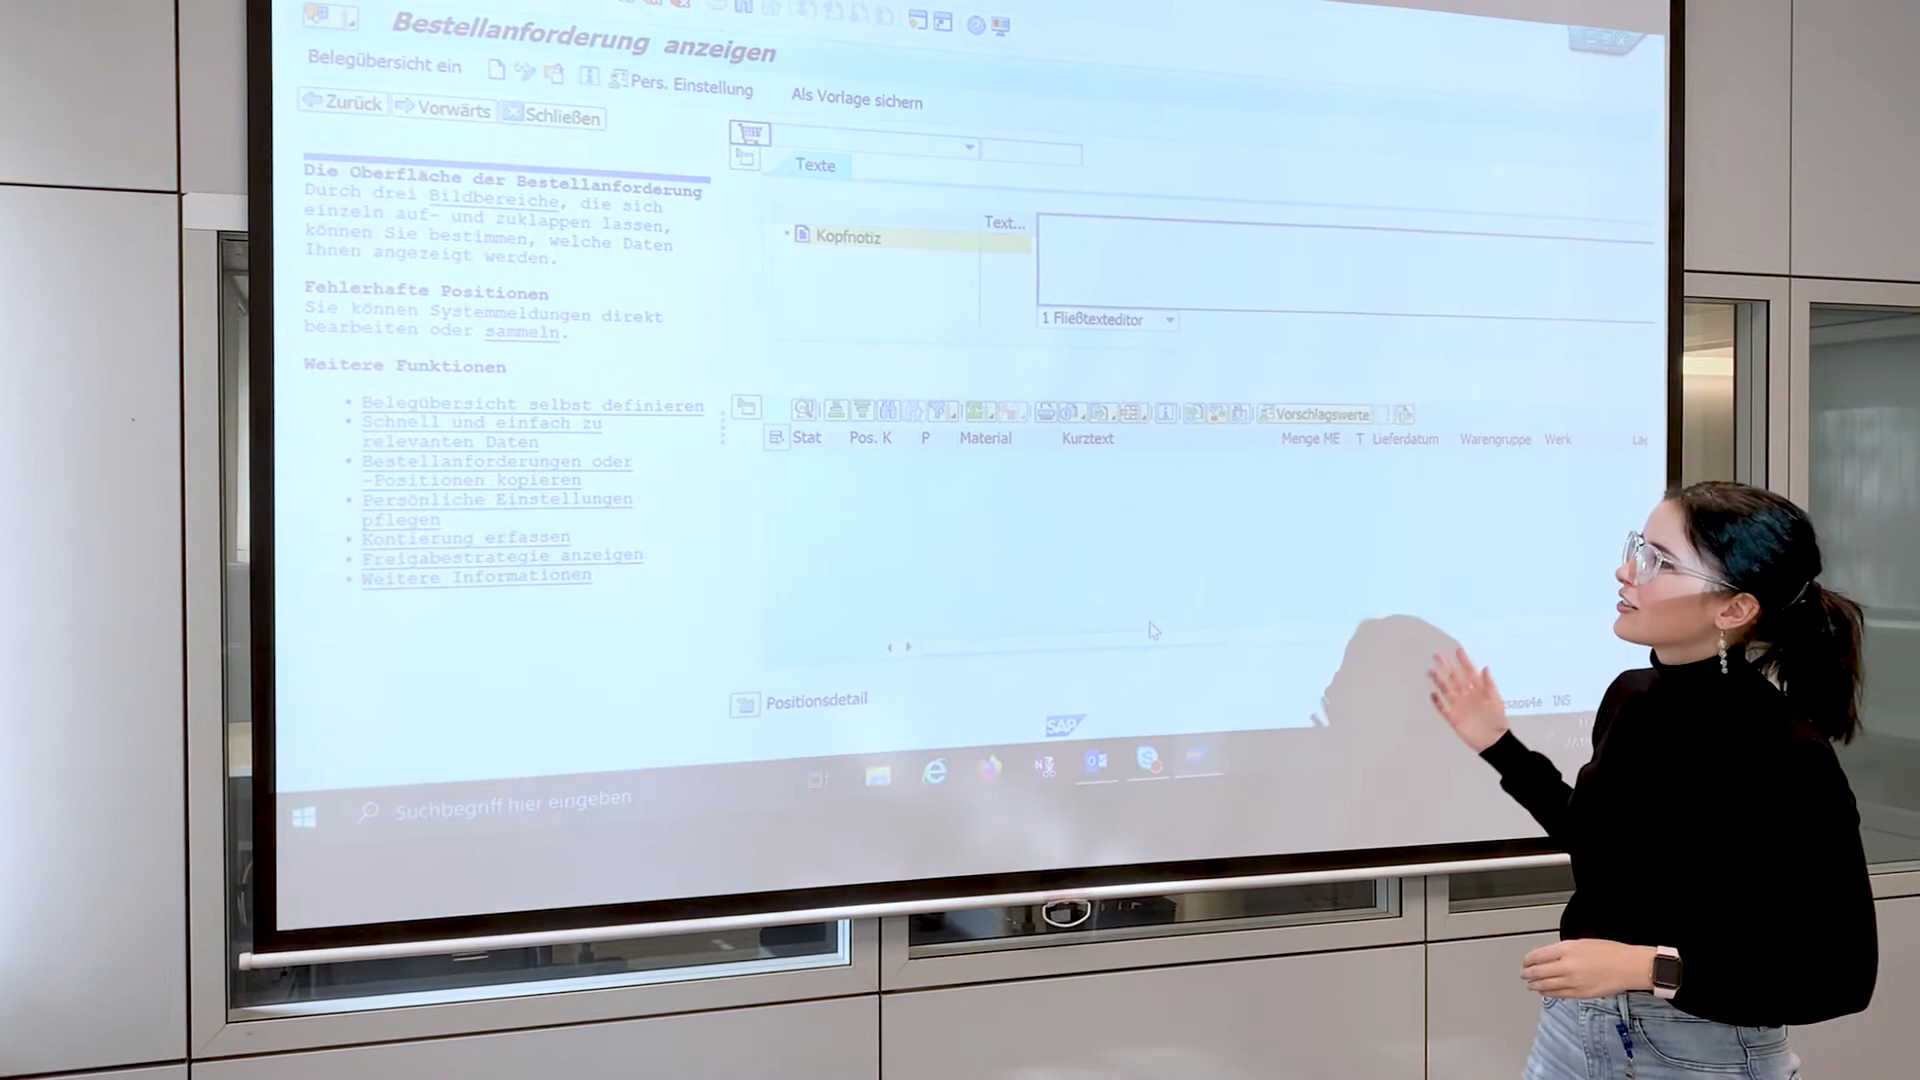 Bestellanforderung anzeigen
Belegübersicht ein
Pers. Einstellung
Als Vorlage sichern
Zurück
Vorwärts
Schließen
Die Oberfläche der Bestellanforderung
Durch drei Bildbereiche, die sich
einzeln auf- und zuklappen lassen,
können Sie bestimmen, welche Daten
Ihnen angezeigt werden.
Fehlerhafte Positionen
Sie können Systemmeldungen direkt
bearbeiten oder sammeln.
Weitere Funktionen
• Belegübersicht selbst definieren
• Schnell und einfach zu
relevanten Daten
• Bestellanforderungen oder
-Positionen kopieren
• Persönliche Einstellungen
pflegen
• Kontierung erfassen
• Freigabestrategie anzeigen
• Weitere Informationen
Texte
Text...
Kopfnotiz
1 Fließtexteditor
Vorschlagswerte
Stat Pos. K P Material Kurztext Menge ME T Lieferdatum Warengruppe Werk
Positionsdetail
SAP
INS
Suchbegriff hier eingeben